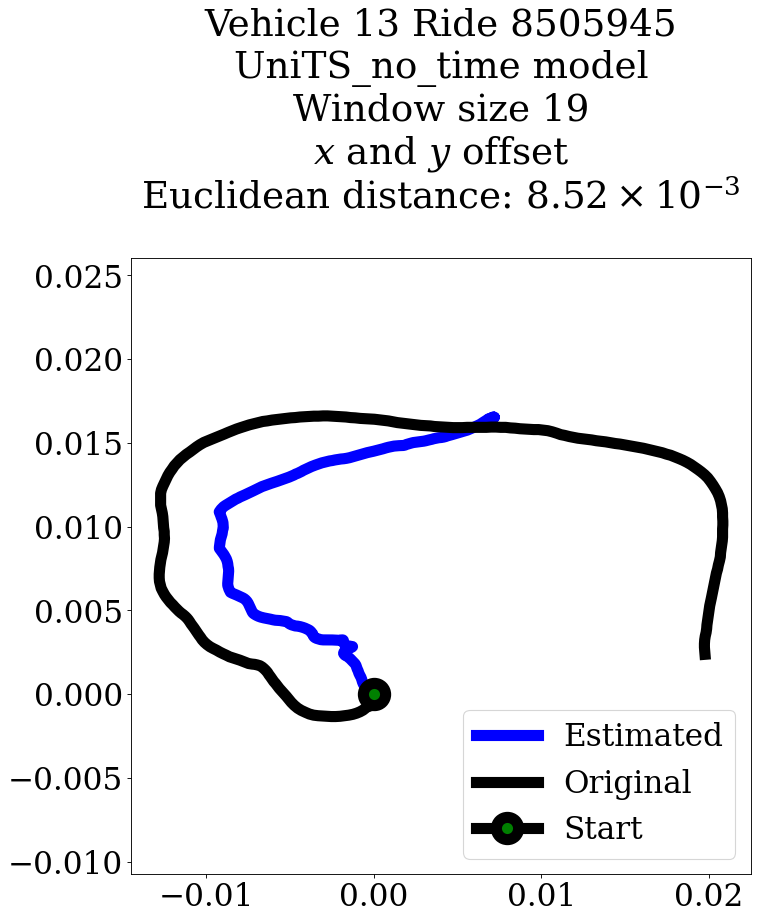 Vehicle 13 Ride 8505945
UniTS_no_time model
Window size 19
x and y offset
Euclidean distance: 8.52 × 10⁻³
0.025
0.020
0.015
0.010
0.005
0.000
−0.005
−0.010
−0.01 0.00 0.01 0.02
Estimated
Original
Start